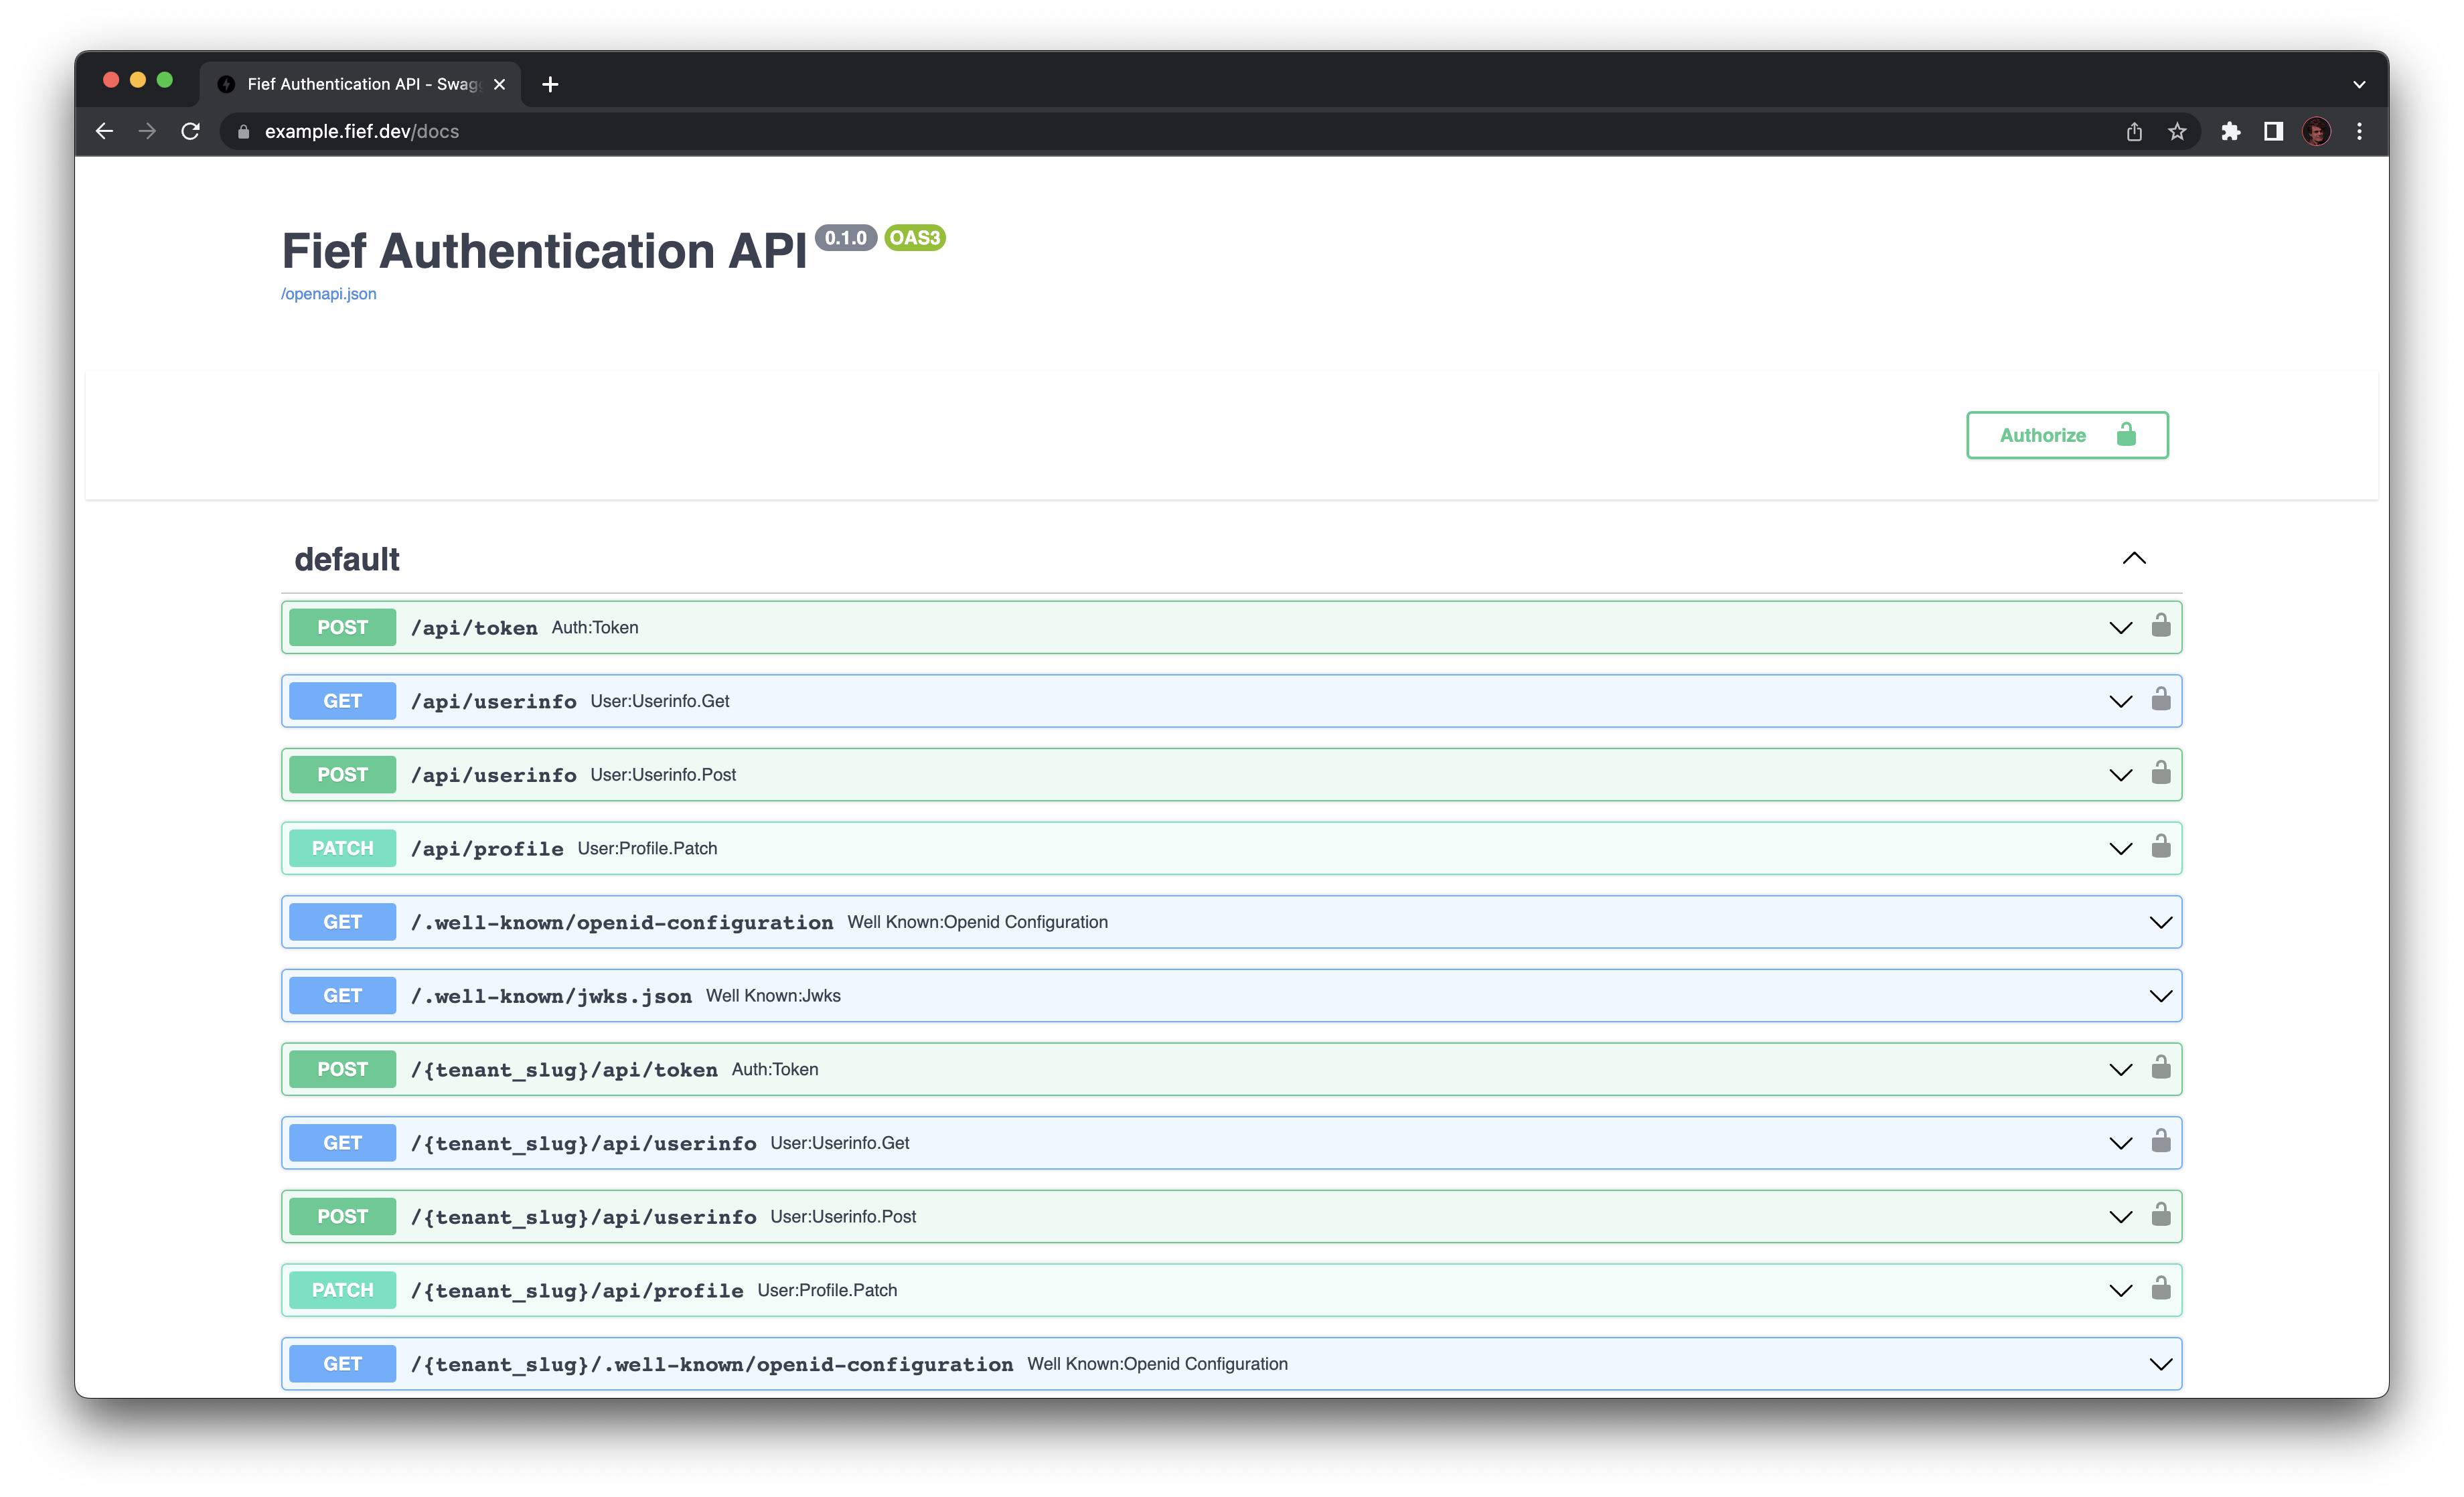 Fief Authentication API - Swag
example.fief.dev/docs
Fief Authentication API 0.1.0 OAS3
/openapi.json
Authorize
default
POST /api/token Auth:Token
GET /api/userinfo User:Userinfo.Get
POST /api/userinfo User:Userinfo.Post
PATCH /api/profile User:Profile.Patch
GET /.well-known/openid-configuration Well Known:Openid Configuration
GET /.well-known/jwks.json Well Known:Jwks
POST /{tenant_slug}/api/token Auth:Token
GET /{tenant_slug}/api/userinfo User:Userinfo.Get
POST /{tenant_slug}/api/userinfo User:Userinfo.Post
PATCH /{tenant_slug}/api/profile User:Profile.Patch
GET /{tenant_slug}/.well-known/openid-configuration Well Known:Openid Configuration